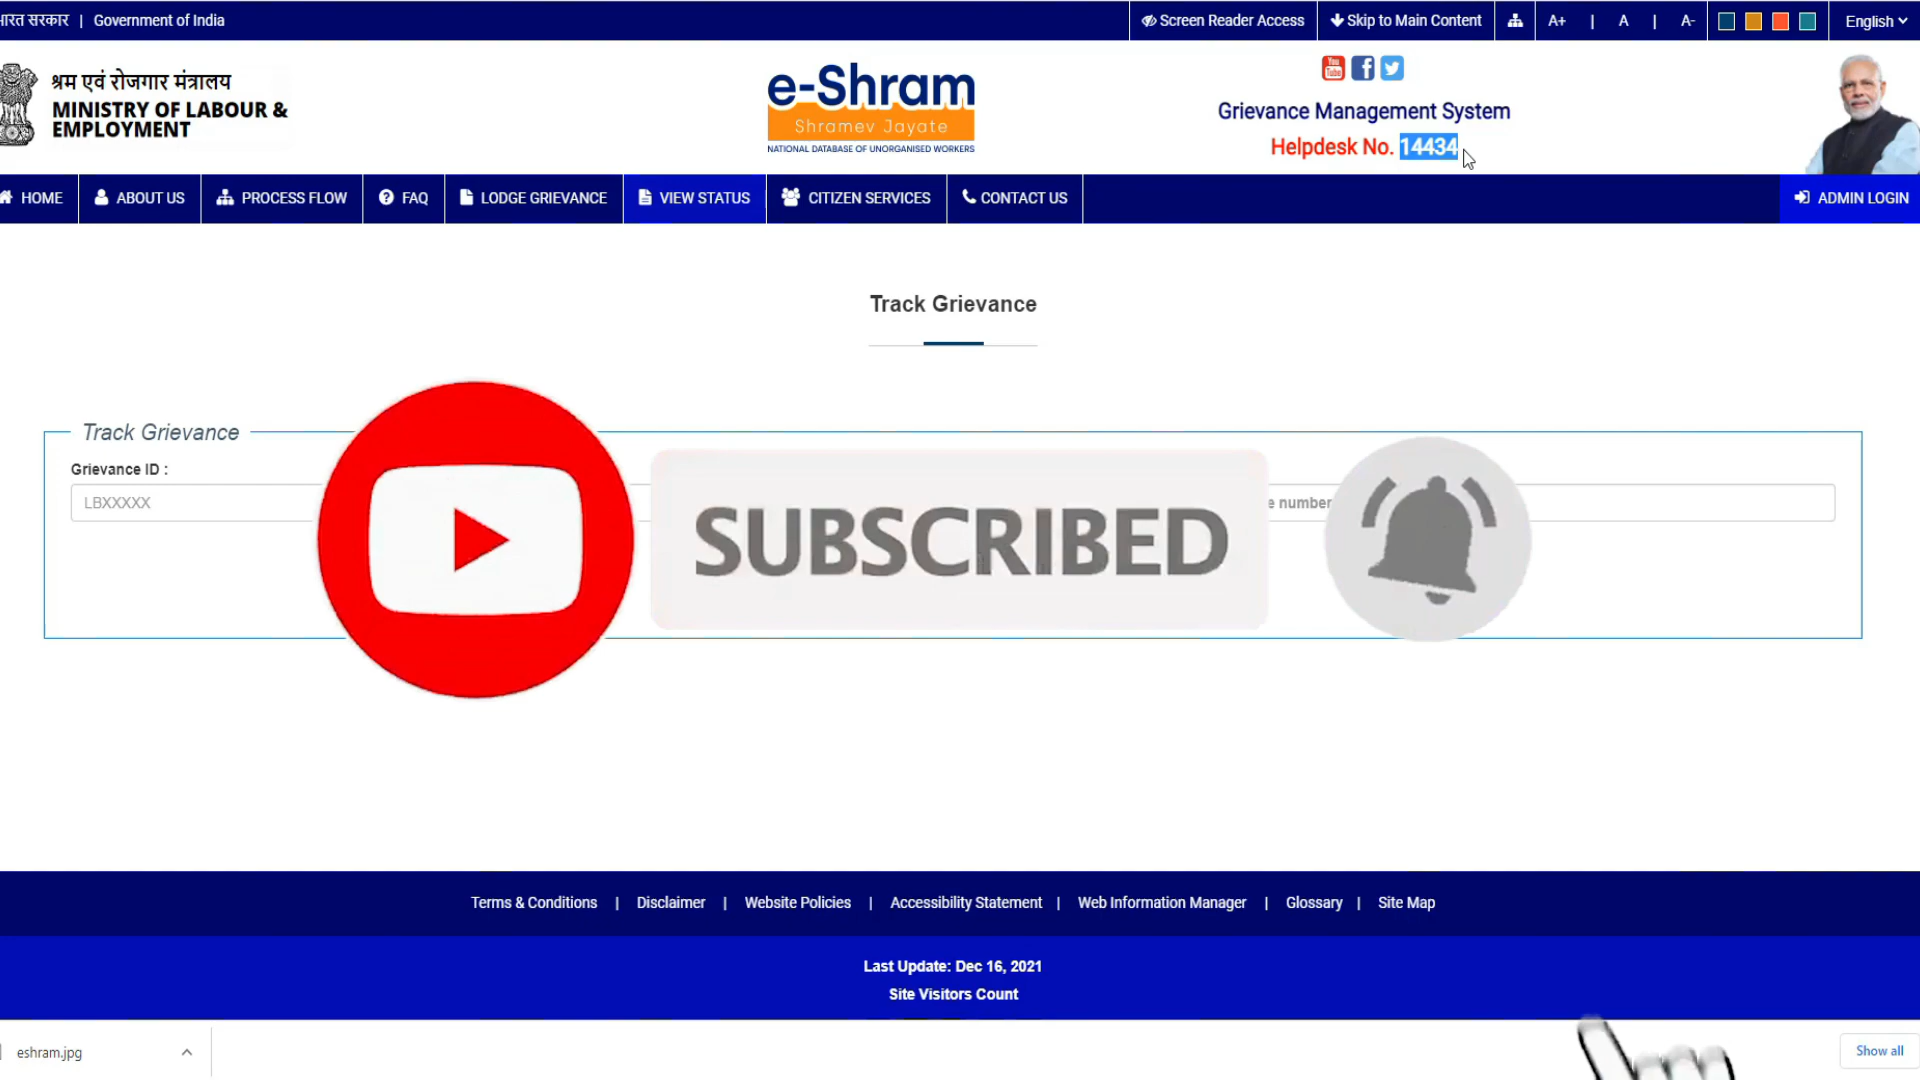 भारत सरकार | Government of India
Screen Reader Access
Skip to Main Content
A+ | A | A-
English
श्रम एवं रोजगार मंत्रालय
MINISTRY OF LABOUR &
EMPLOYMENT
e-Shram
Shramev Jayate
NATIONAL DATABASE OF UNORGANISED WORKERS
You Tube
Grievance Management System
Helpdesk No. 14434
HOME
ABOUT US
PROCESS FLOW
FAQ
LODGE GRIEVANCE
VIEW STATUS
CITIZEN SERVICES
CONTACT US
ADMIN LOGIN
Track Grievance
Track Grievance
Grievance ID :
LBXXXXX
e number
SUBSCRIBED
Terms & Conditions | Disclaimer | Website Policies | Accessibility Statement | Web Information Manager | Glossary | Site Map
Last Update: Dec 16, 2021
Site Visitors Count
eshram.jpg
Show all